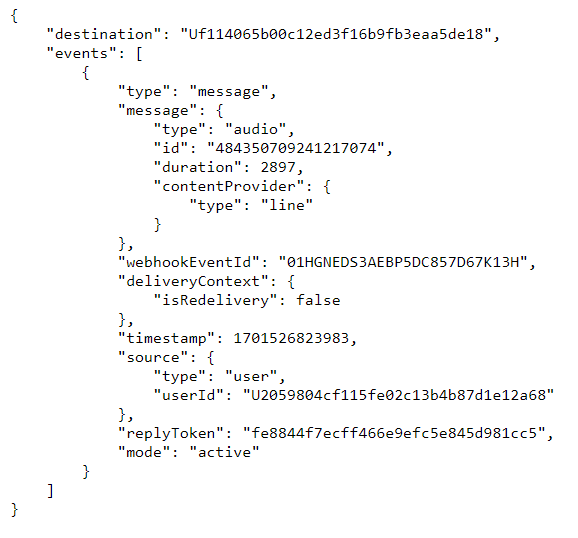 {
    "destination": "Uf114065b00c12ed3f16b9fb3eaa5de18",
    "events": [
        {
            "type": "message",
            "message": {
                "type": "audio",
                "id": "484350709241217074",
                "duration": 2897,
                "contentProvider": {
                    "type": "line"
                }
            },
            "webhookEventId": "01HGNEDS3AEBP5DC857D67K13H",
            "deliveryContext": {
                "isRedelivery": false
            },
            "timestamp": 1701526823983,
            "source": {
                "type": "user",
                "userId": "U2059804cf115fe02c13b4b87d1e12a68"
            },
            "replyToken": "fe8844f7ecff466e9efc5e845d981cc5",
            "mode": "active"
        }
    ]
}